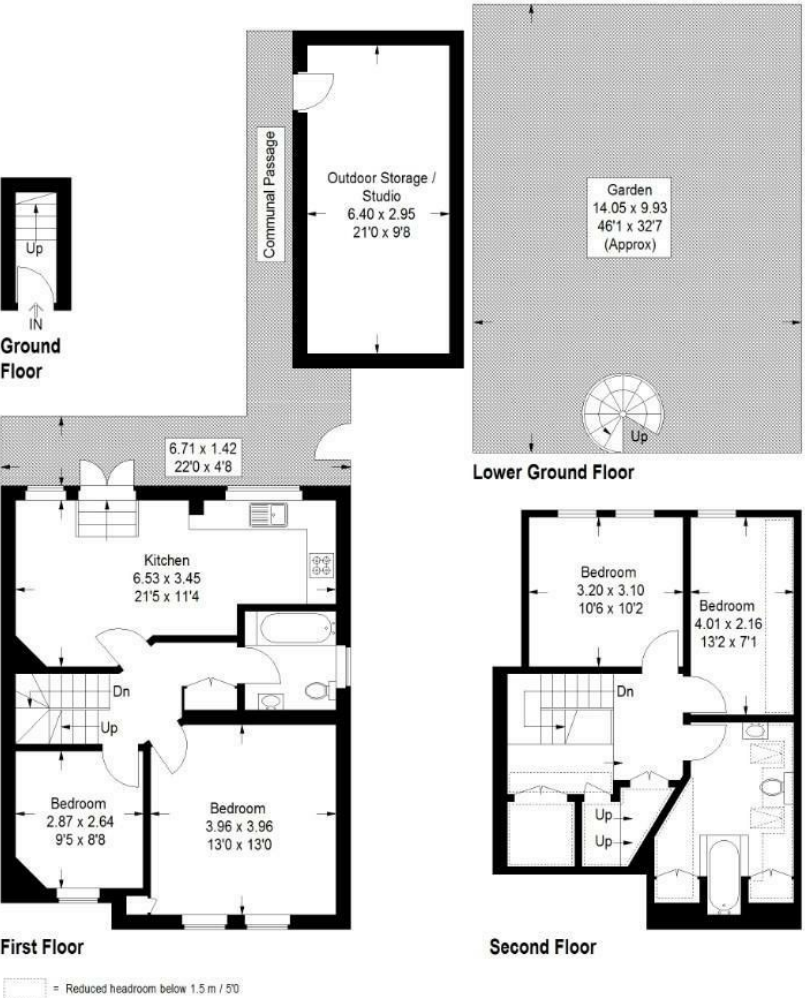 Communal Passage
Outdoor Storage /
Studio
6.40 x 2.95
21'0 x 9'8
Garden
14.05 x 9.93
46'1 x 32'7
(Approx)
Up
IN
Ground
Floor
Up
Lower Ground Floor
6.71 x 1.42
22'0 x 4'8
Kitchen
6.53 x 3.45
21'5 x 11'4
Dn
Up
Bedroom
2.87 x 2.64
9'5 x 8'8
Bedroom
3.96 x 3.96
13'0 x 13'0
First Floor
Bedroom
3.20 x 3.10
10'6 x 10'2
Bedroom
4.01 x 2.16
13'2 x 7'1
Dn
Up
Up
Second Floor
= Reduced headroom below 1.5 m / 5'0